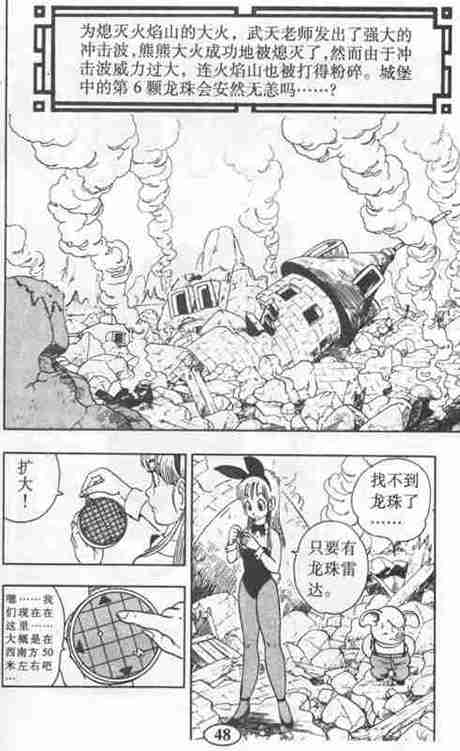 为熄灭火焰山的大火，武天老师发出了强大的
冲击波，熊熊大火成功地被熄灭了，然而由于冲
击波威力过大，连火焰山也被打得粉碎。城堡
中的第6颗龙珠会安然无恙吗……？
找不到
龙珠了
……
只要有
龙珠雷
达。
扩大！
嗯……我
们现在在
这里……
大概是在
西南方50
米左右吧
…
48